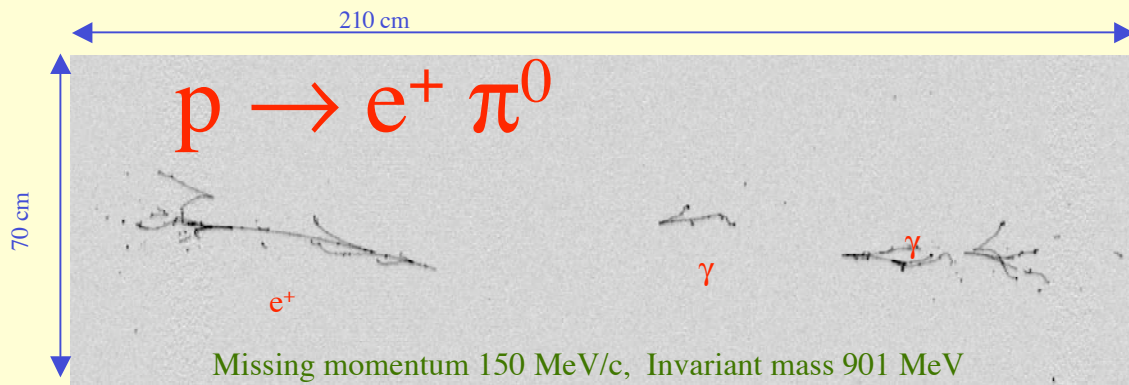 210 cm
p → e⁺ π⁰
70 cm
γ
γ
e⁺
Missing momentum 150 MeV/c, Invariant mass 901 MeV